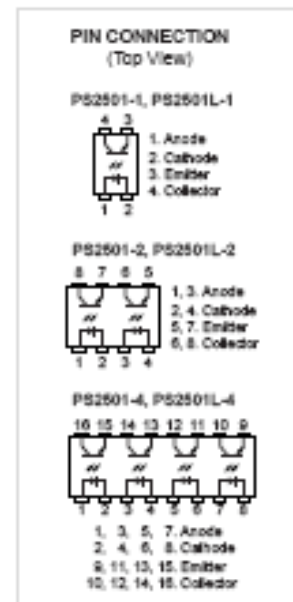 PIN CONNECTION
(Top View)
PS2501-1, PS2501L-1
4 3
1. Anode
2. Cathode
3. Emitter
4. Collector
1 2
PS2501-2, PS2501L-2
8 7 6 5
1, 3. Anode
2, 4. Cathode
5, 7. Emitter
6, 8. Collector
1 2 3 4
PS2501-4, PS2501L-4
16 15 14 13 12 11 10 9
1 2 3 4 5 6 7 8
1, 3, 5, 7. Anode
2, 4, 6, 8. Cathode
9, 11, 13, 15. Emitter
10, 12, 14, 16. Collector